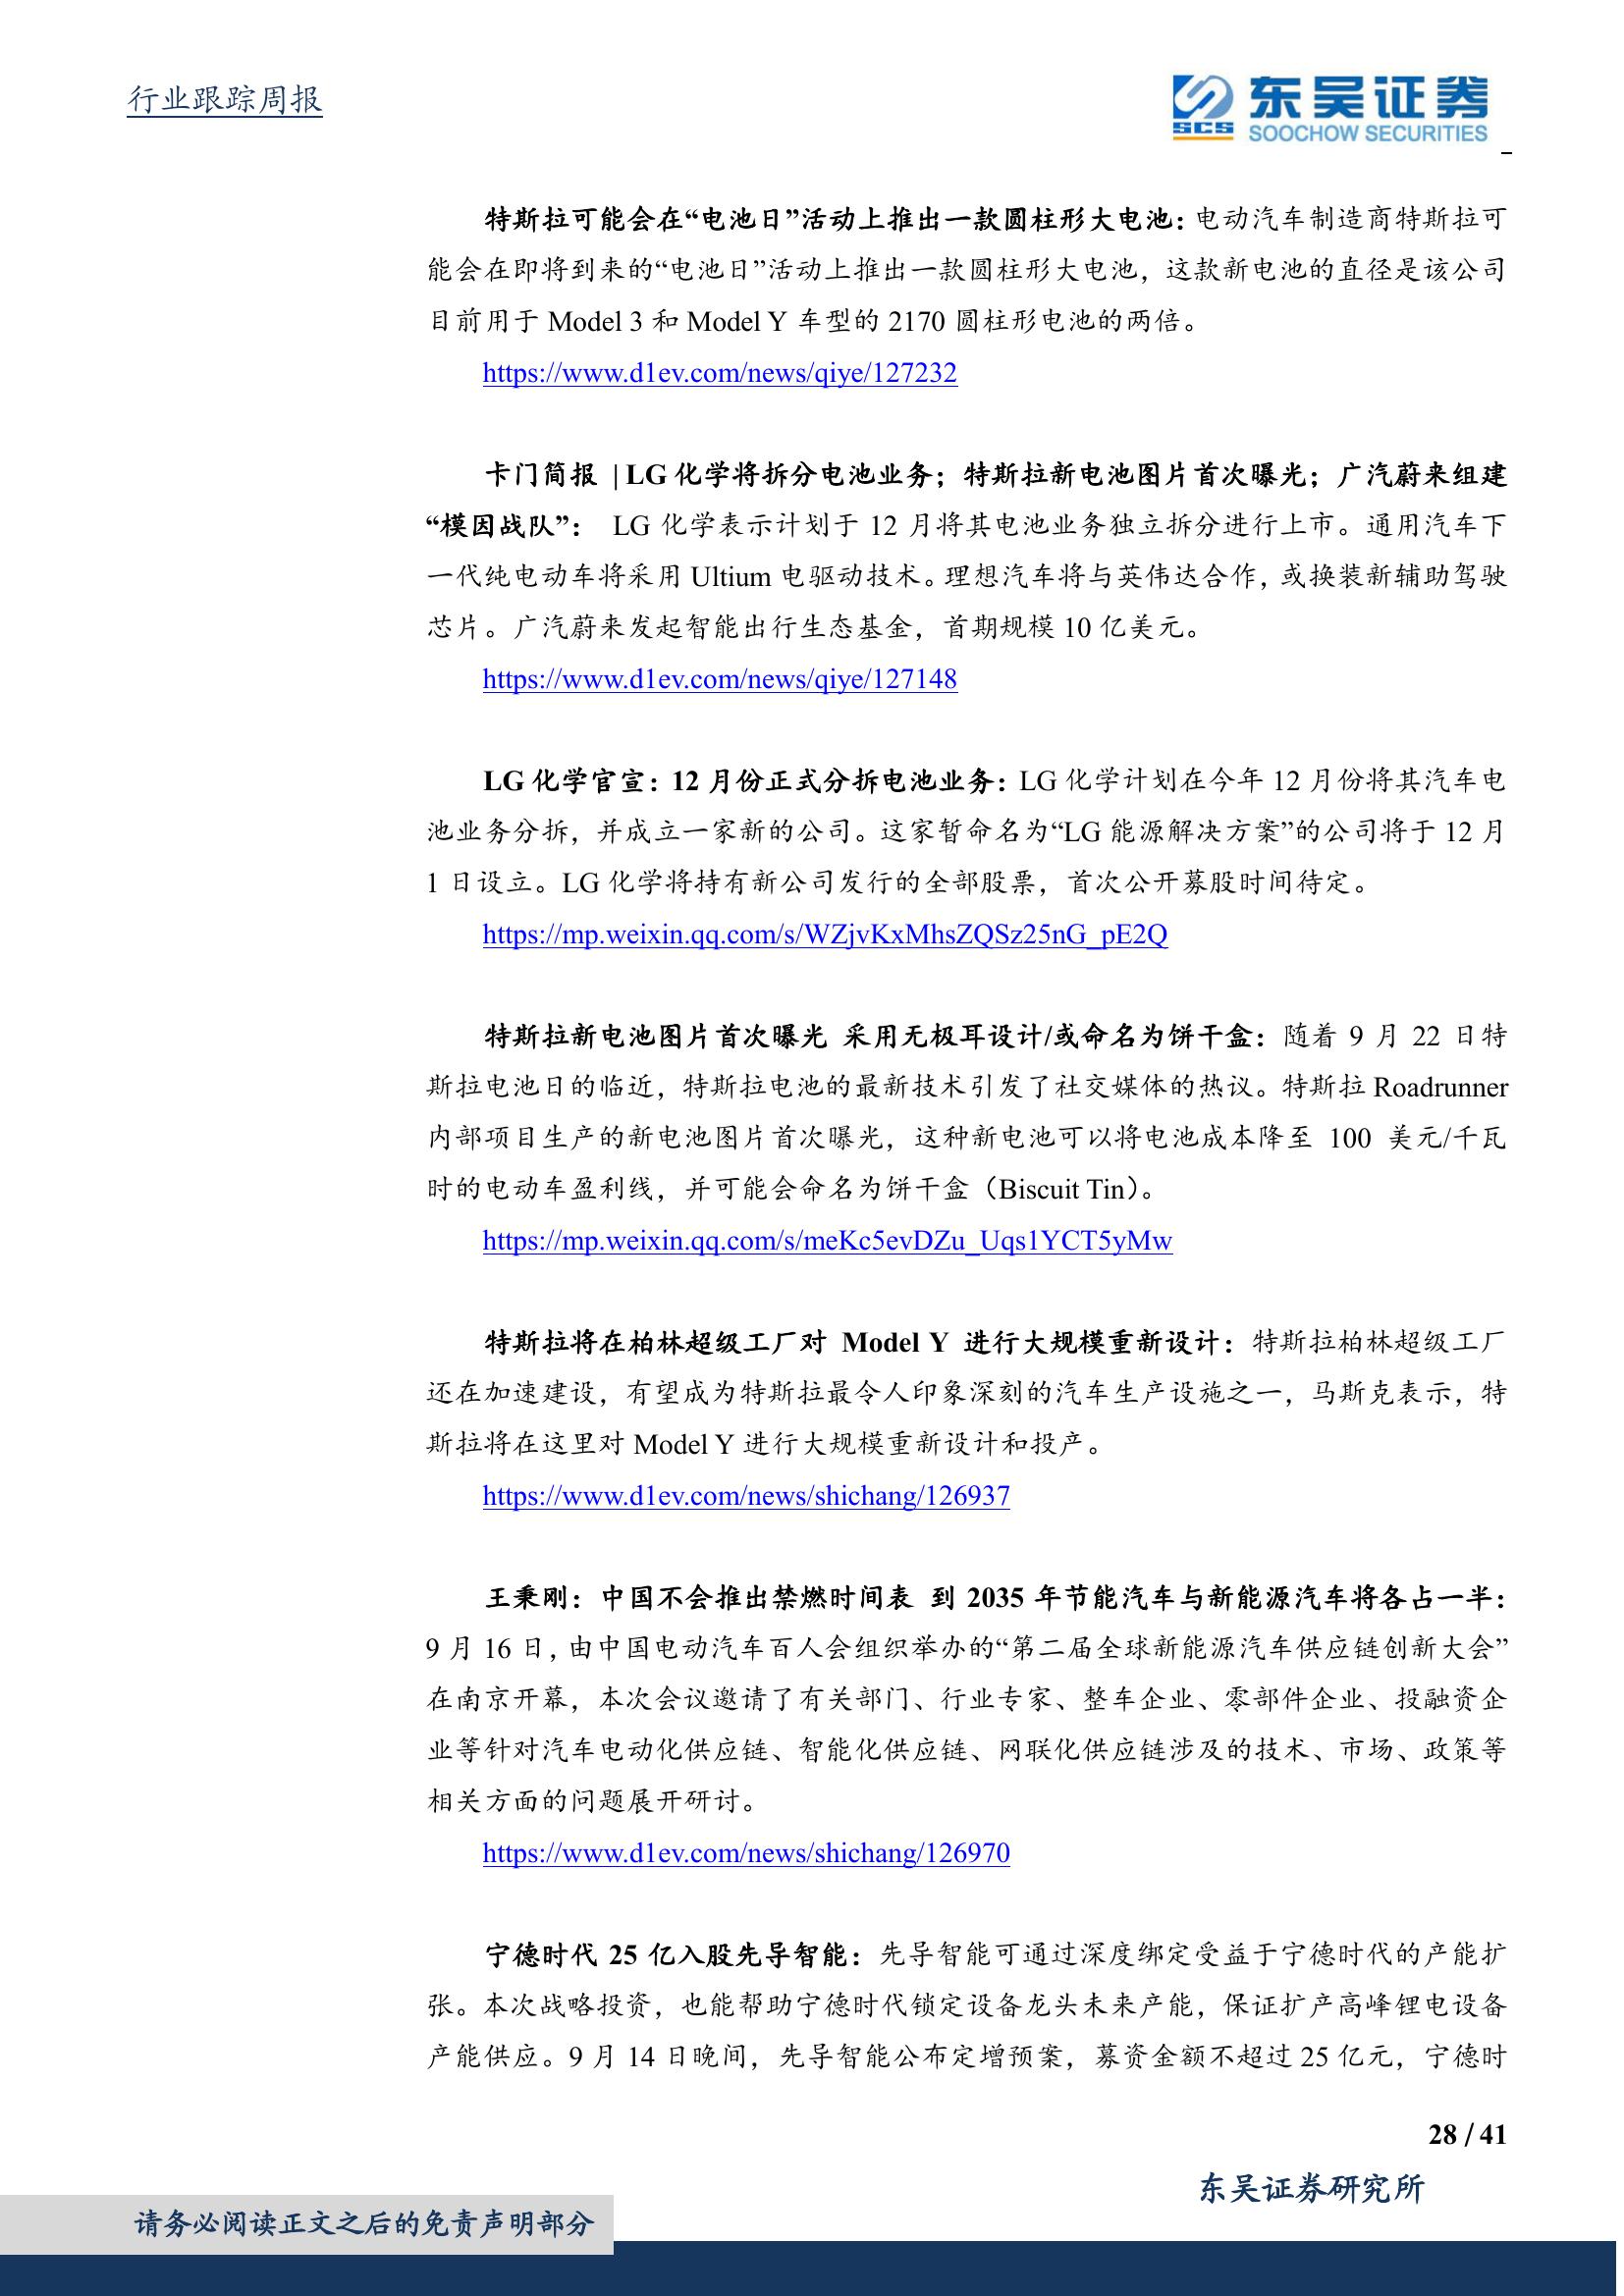 行业跟踪周报
SCS 东吴证券
SOOCHOW SECURITIES
特斯拉可能会在“电池日”活动上推出一款圆柱形大电池：电动汽车制造商特斯拉可
能会在即将到来的“电池日”活动上推出一款圆柱形大电池，这款新电池的直径是该公司
目前用于 Model 3 和 Model Y 车型的 2170 圆柱形电池的两倍。
https://www.d1ev.com/news/qiye/127232
卡门简报 | LG 化学将拆分电池业务；特斯拉新电池图片首次曝光；广汽蔚来组建
“模因战队”： LG 化学表示计划于 12 月将其电池业务独立拆分进行上市。通用汽车下
一代纯电动车将采用 Ultium 电驱动技术。理想汽车将与英伟达合作，或换装新辅助驾驶
芯片。广汽蔚来发起智能出行生态基金，首期规模 10 亿美元。
https://www.d1ev.com/news/qiye/127148
LG 化学官宣：12 月份正式分拆电池业务：LG 化学计划在今年 12 月份将其汽车电
池业务分拆，并成立一家新的公司。这家暂命名为“LG 能源解决方案”的公司将于 12 月
1 日设立。LG 化学将持有新公司发行的全部股票，首次公开募股时间待定。
https://mp.weixin.qq.com/s/WZjvKxMhsZQSz25nG_pE2Q
特斯拉新电池图片首次曝光 采用无极耳设计/或命名为饼干盒：随着 9 月 22 日特
斯拉电池日的临近，特斯拉电池的最新技术引发了社交媒体的热议。特斯拉 Roadrunner
内部项目生产的新电池图片首次曝光，这种新电池可以将电池成本降至 100 美元/千瓦
时的电动车盈利线，并可能会命名为饼干盒（Biscuit Tin）。
https://mp.weixin.qq.com/s/meKc5evDZu_Uqs1YCT5yMw
特斯拉将在柏林超级工厂对 Model Y 进行大规模重新设计：特斯拉柏林超级工厂
还在加速建设，有望成为特斯拉最令人印象深刻的汽车生产设施之一，马斯克表示，特
斯拉将在这里对 Model Y 进行大规模重新设计和投产。
https://www.d1ev.com/news/shichang/126937
王秉刚：中国不会推出禁燃时间表 到 2035 年节能汽车与新能源汽车将各占一半：
9 月 16 日，由中国电动汽车百人会组织举办的“第二届全球新能源汽车供应链创新大会”
在南京开幕，本次会议邀请了有关部门、行业专家、整车企业、零部件企业、投融资企
业等针对汽车电动化供应链、智能化供应链、网联化供应链涉及的技术、市场、政策等
相关方面的问题展开研讨。
https://www.d1ev.com/news/shichang/126970
宁德时代 25 亿入股先导智能：先导智能可通过深度绑定受益于宁德时代的产能扩
张。本次战略投资，也能帮助宁德时代锁定设备龙头未来产能，保证扩产高峰锂电设备
产能供应。9 月 14 日晚间，先导智能公布定增预案，募资金额不超过 25 亿元，宁德时
28 / 41
东吴证券研究所
请务必阅读正文之后的免责声明部分